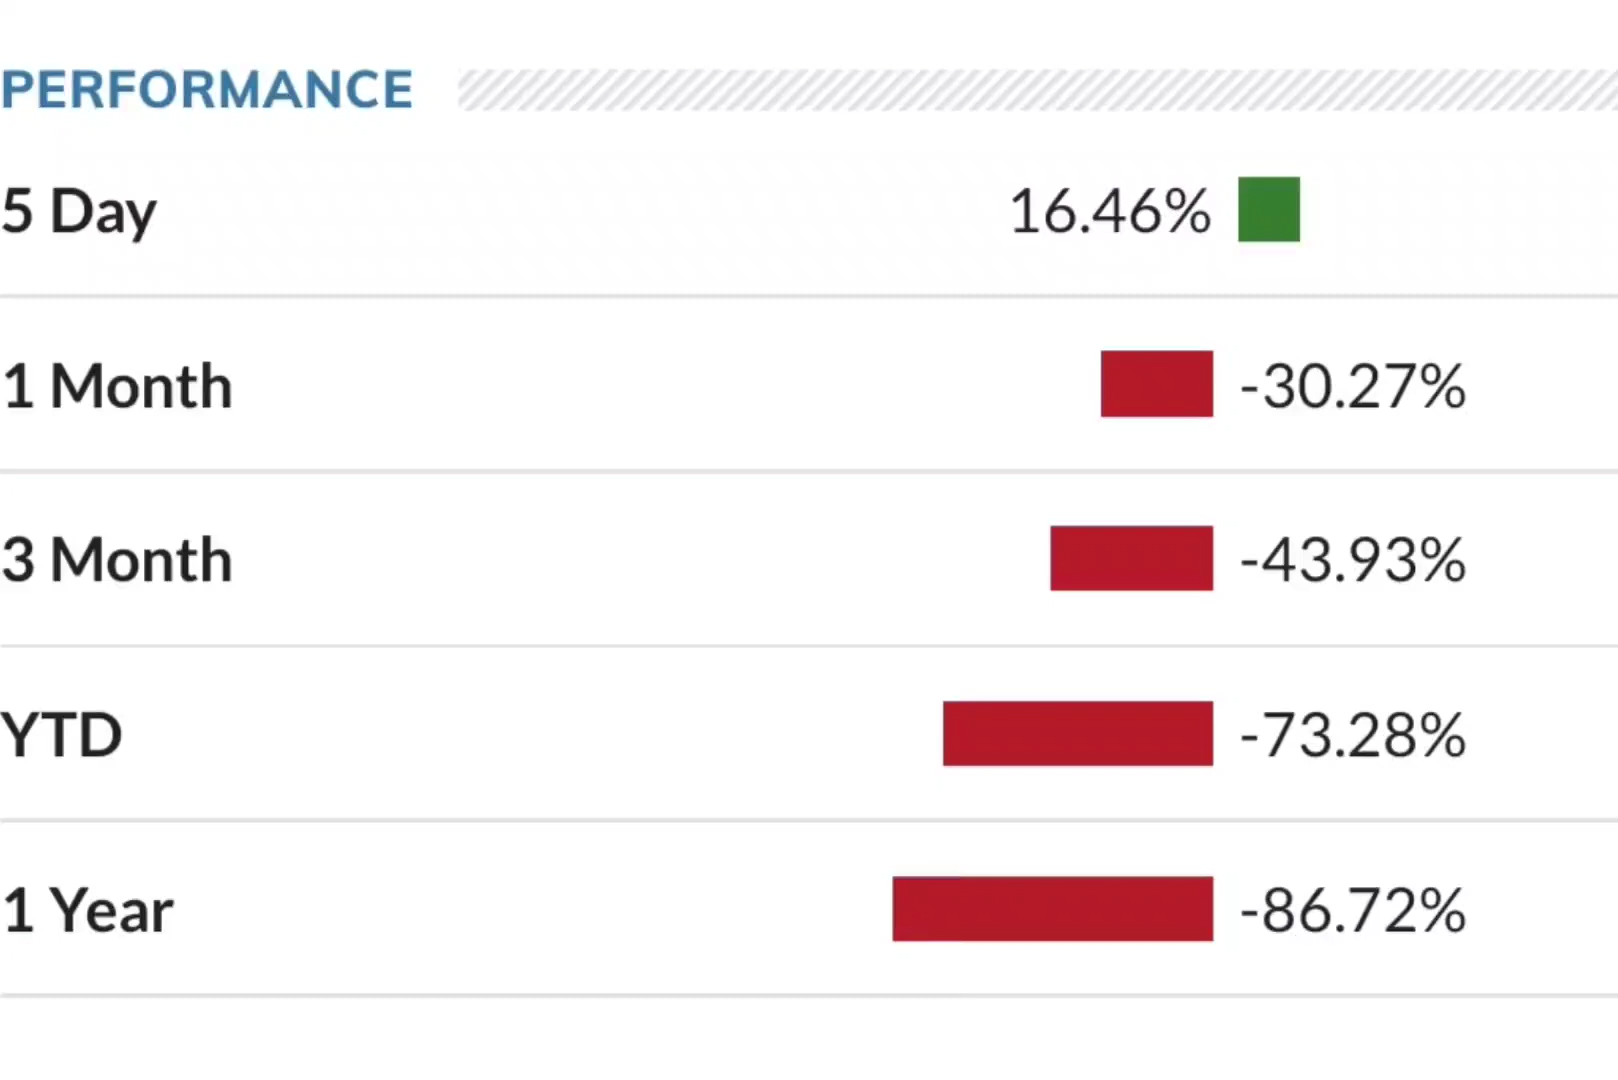 PERFORMANCE
5 Day 16.46%
1 Month -30.27%
3 Month -43.93%
YTD -73.28%
1 Year -86.72%